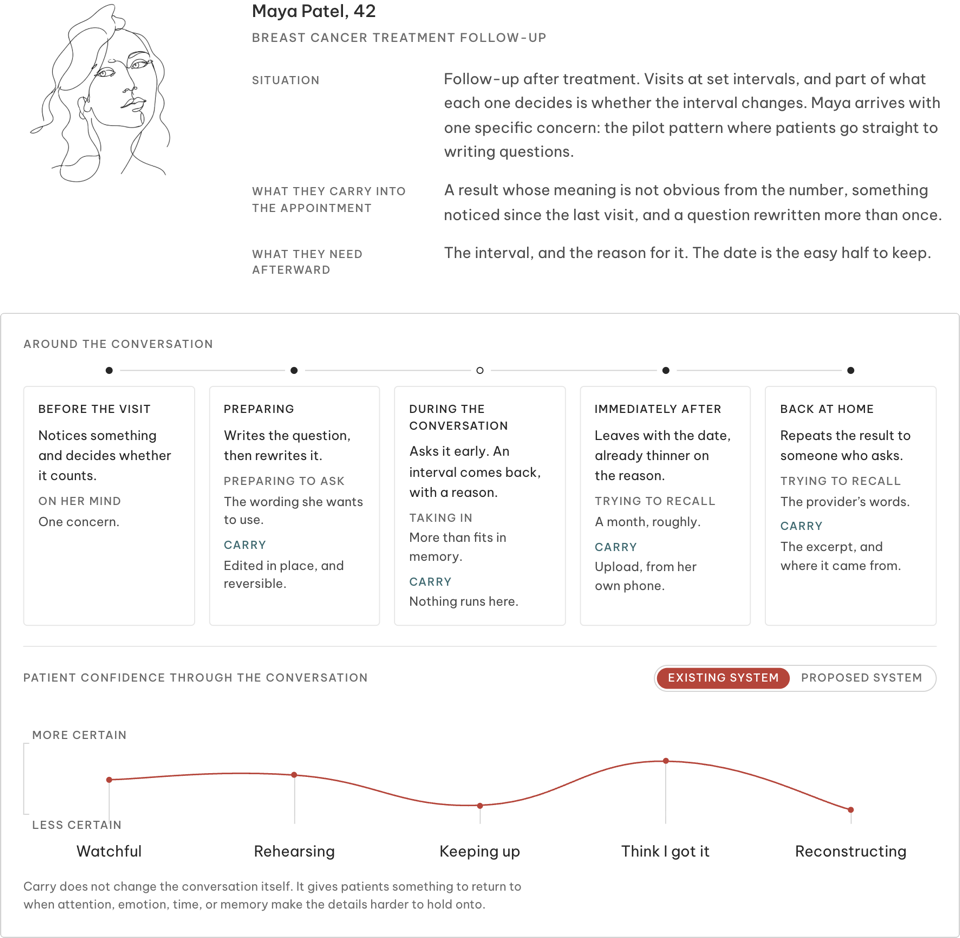 Maya Patel, 42
BREAST CANCER TREATMENT FOLLOW-UP
SITUATION
Follow-up after treatment. Visits at set intervals, and part of what
each one decides is whether the interval changes. Maya arrives with
one specific concern: the pilot pattern where patients go straight to
writing questions.
WHAT THEY CARRY INTO
THE APPOINTMENT
A result whose meaning is not obvious from the number, something
noticed since the last visit, and a question rewritten more than once.
WHAT THEY NEED
AFTERWARD
The interval, and the reason for it. The date is the easy half to keep.
AROUND THE CONVERSATION
BEFORE THE VISIT
Notices something
and decides whether
it counts.
ON HER MIND
One concern.
PREPARING
Writes the question,
then rewrites it.
PREPARING TO ASK
The wording she wants
to use.
CARRY
Edited in place, and
reversible.
DURING THE
CONVERSATION
Asks it early. An
interval comes back,
with a reason.
TAKING IN
More than fits in
memory.
CARRY
Nothing runs here.
IMMEDIATELY AFTER
Leaves with the date,
already thinner on
the reason.
TRYING TO RECALL
A month, roughly.
CARRY
Upload, from her
own phone.
BACK AT HOME
Repeats the result to
someone who asks.
TRYING TO RECALL
The provider’s words.
CARRY
The excerpt, and
where it came from.
PATIENT CONFIDENCE THROUGH THE CONVERSATION
EXISTING SYSTEM
PROPOSED SYSTEM
MORE CERTAIN
LESS CERTAIN
Watchful
Rehearsing
Keeping up
Think I got it
Reconstructing
Carry does not change the conversation itself. It gives patients something to return to
when attention, emotion, time, or memory make the details harder to hold onto.